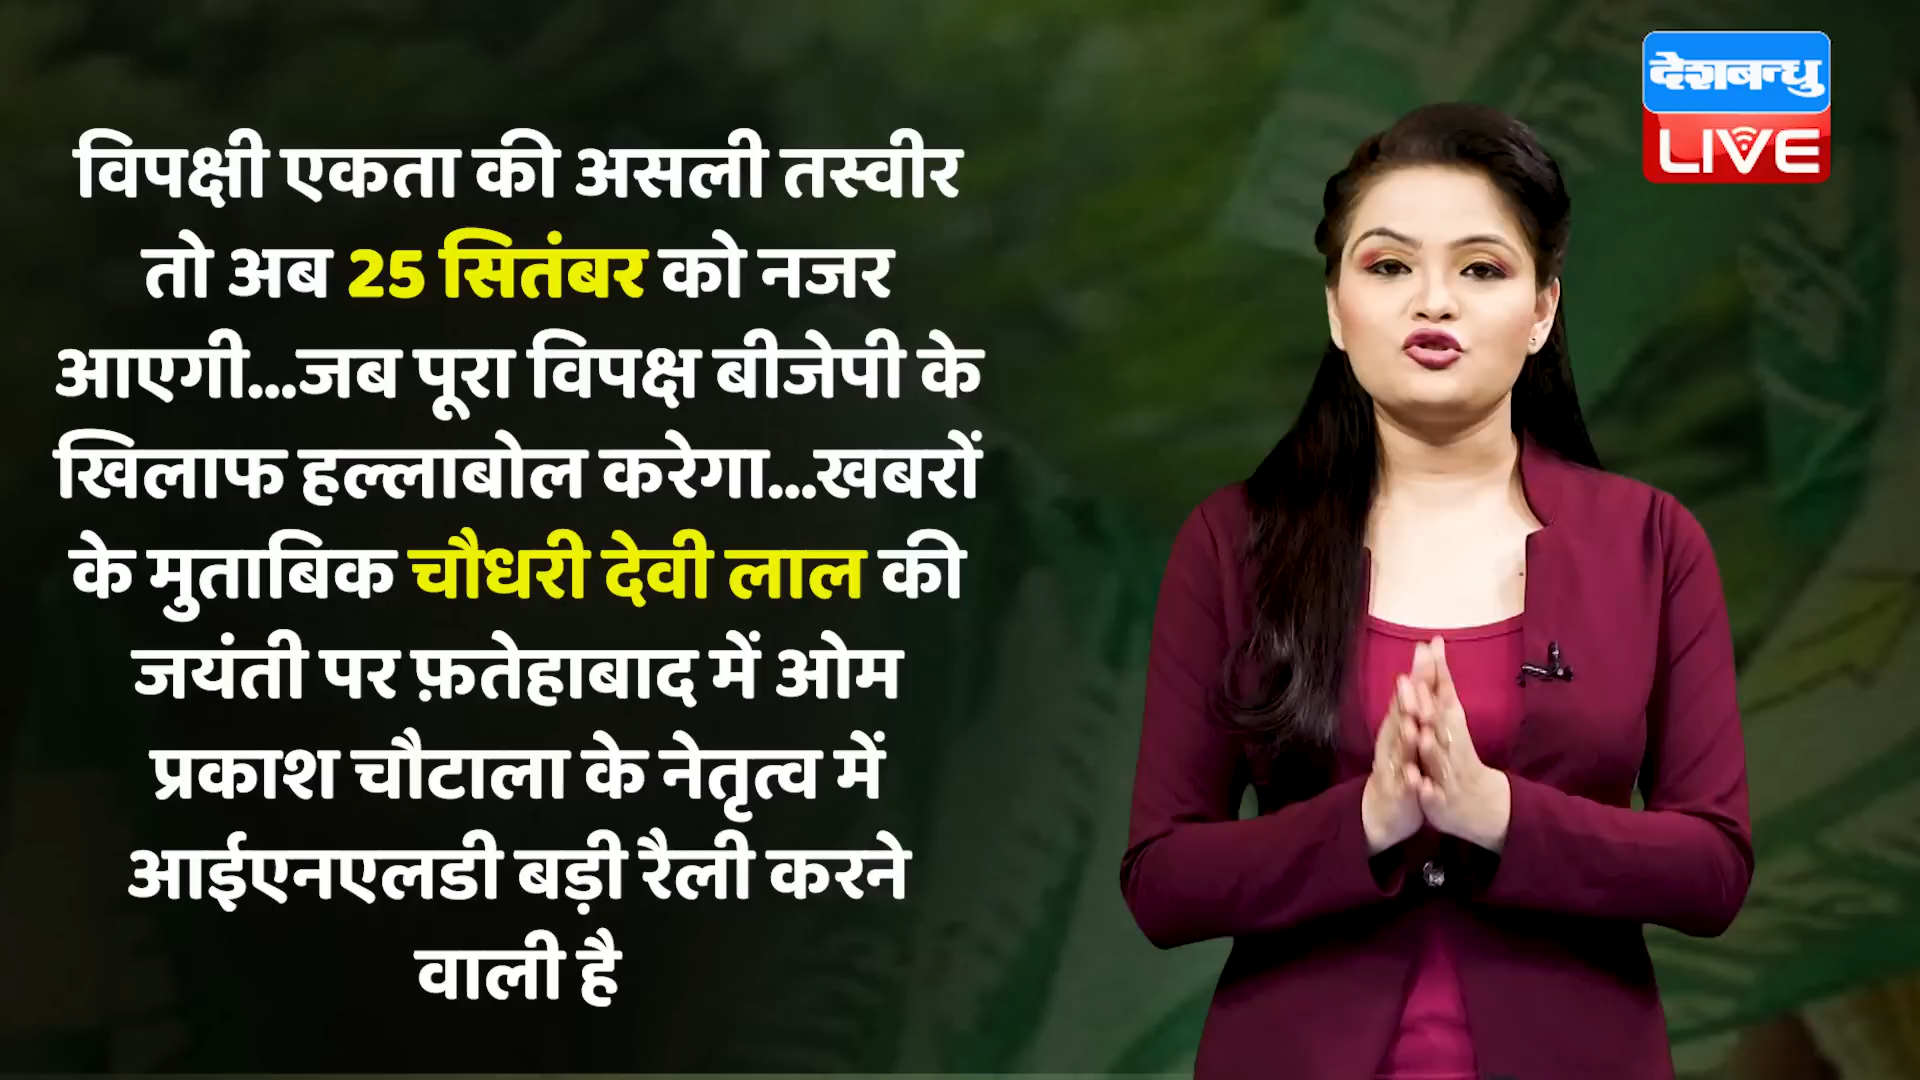 देशबन्धु
LIVE
विपक्षी एकता की असली तस्वीर
तो अब 25 सितंबर को नजर
आएगी...जब पूरा विपक्ष बीजेपी के
खिलाफ हल्लाबोल करेगा...खबरों
के मुताबिक चौधरी देवी लाल की
जयंती पर फ़तेहाबाद में ओम
प्रकाश चौटाला के नेतृत्व में
आईएनएलडी बड़ी रैली करने
वाली है